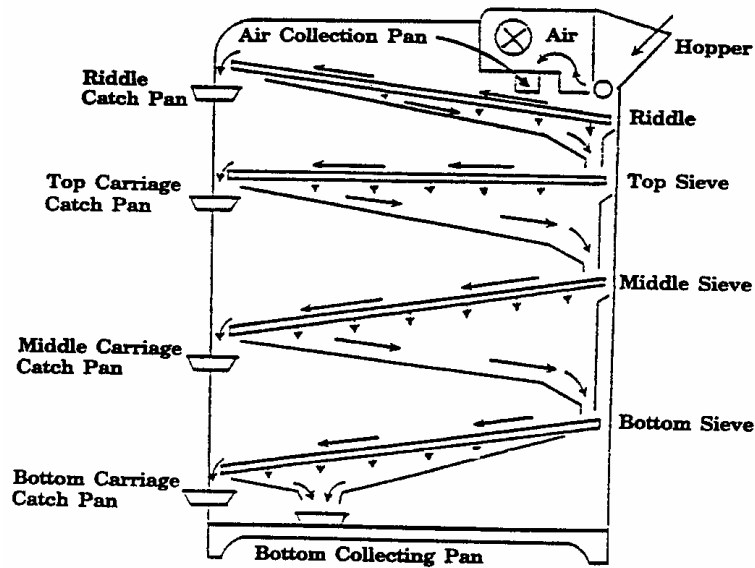 Air Collection Pan
Air
Hopper
Riddle
Catch Pan
Riddle
Top Carriage
Catch Pan
Top Sieve
Middle Sieve
Middle Carriage
Catch Pan
Bottom Sieve
Bottom Carriage
Catch Pan
Bottom Collecting Pan